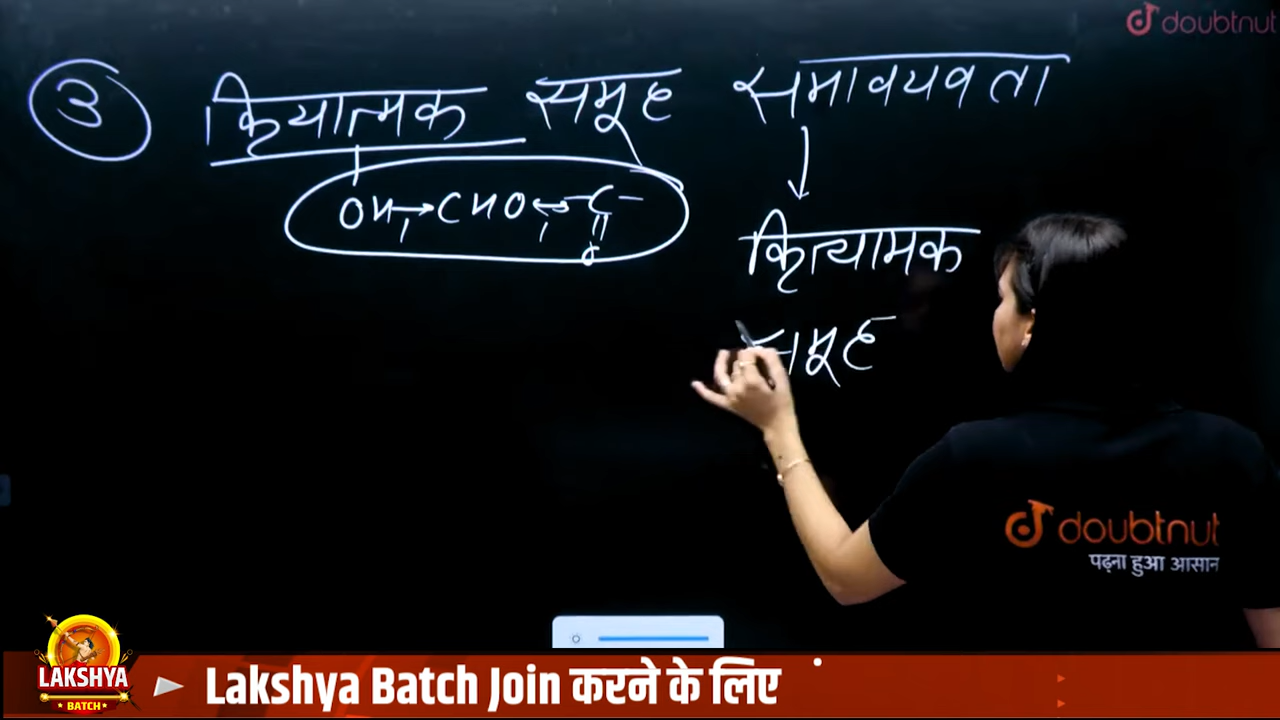 doubtnut
③ क्रियात्मक समूह समावयवता
OH → CHO ↔ -C-
||
O
क्रित्यामक
समूह
doubtnut
पढ़ना हुआ आसान
LAKSHYA
BATCH
Lakshya Batch Join करने के लिए